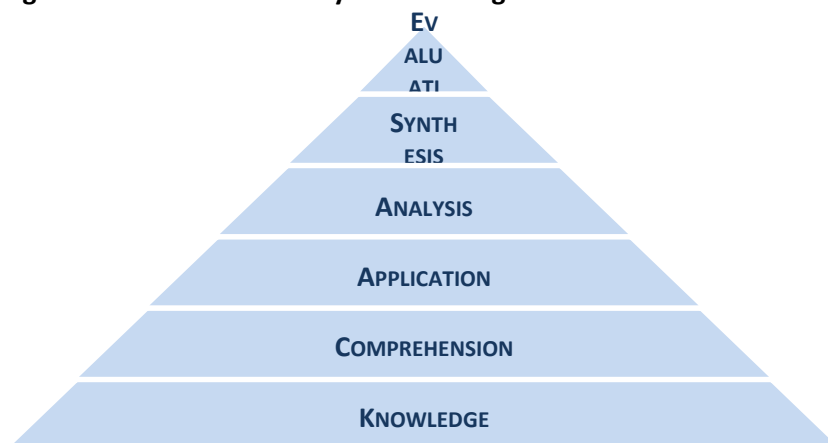 EV
ALU
ATI
SYNTH
ESIS
ANALYSIS
APPLICATION
COMPREHENSION
KNOWLEDGE